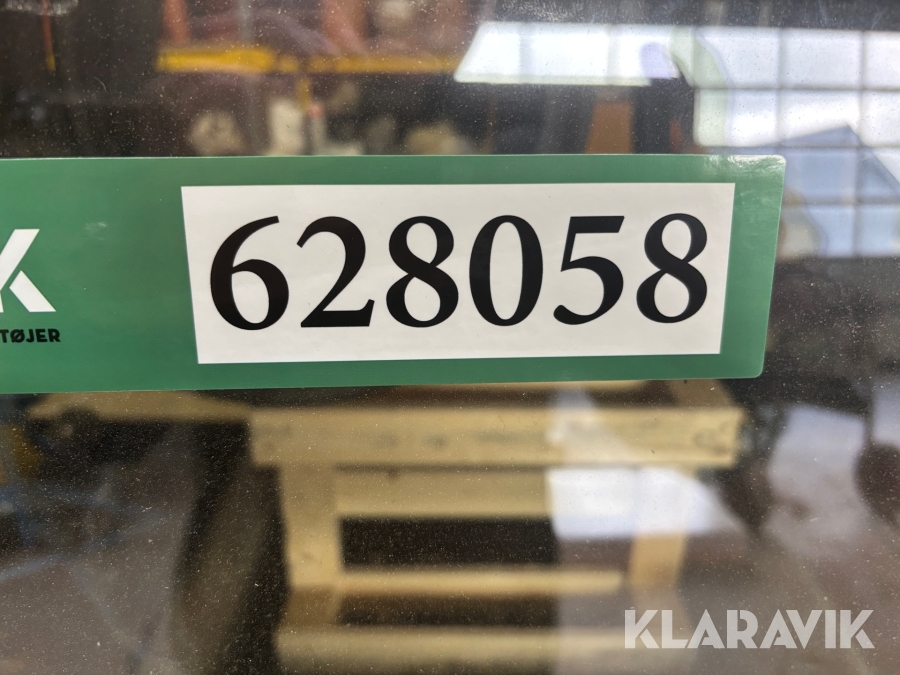 628058
K
TØJER
KLARAVIK